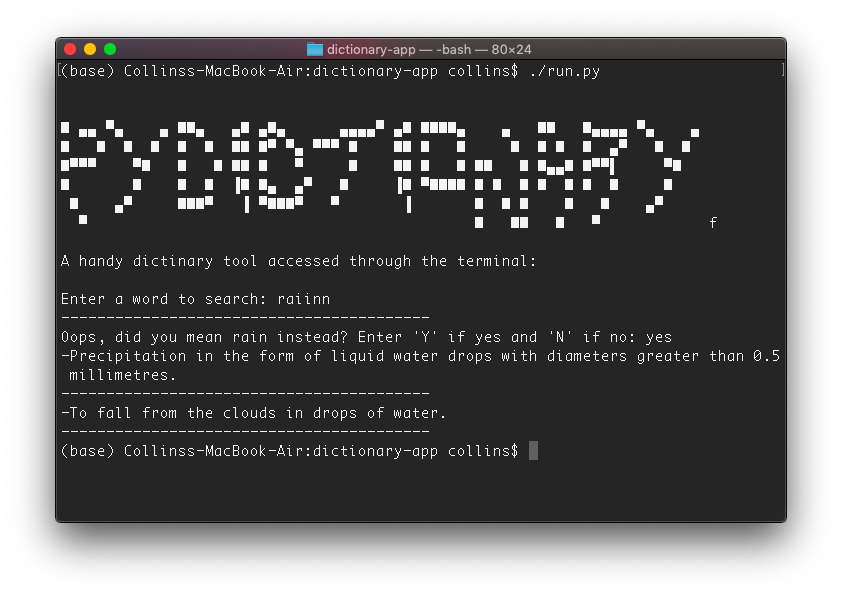 dictionary-app — -bash — 80×24
[(base) Collinss-MacBook-Air:dictionary-app collins$ ./run.py ]
PYDICTIONARY
f
A handy dictinary tool accessed through the terminal:
Enter a word to search: raiinn
-----------------------------------------
Oops, did you mean rain instead? Enter 'Y' if yes and 'N' if no: yes
-Precipitation in the form of liquid water drops with diameters greater than 0.5
millimetres.
-----------------------------------------
-To fall from the clouds in drops of water.
-----------------------------------------
(base) Collinss-MacBook-Air:dictionary-app collins$